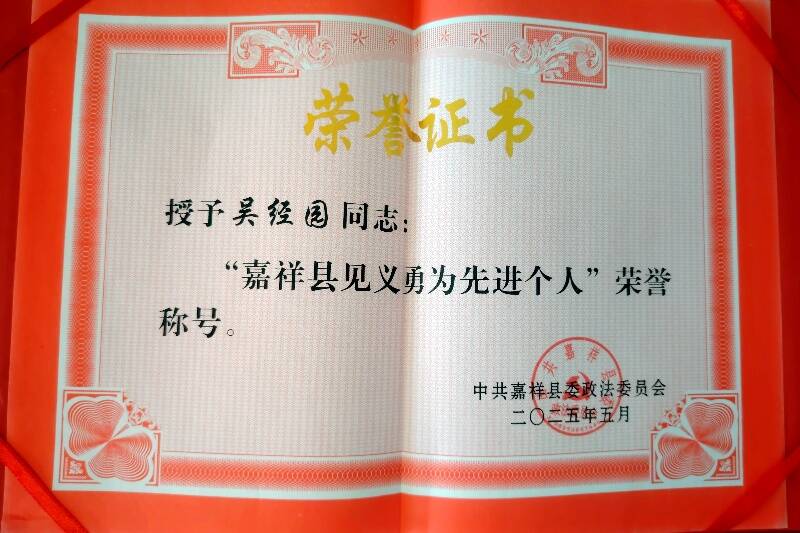 荣誉证书
授予吴经园同志：
“嘉祥县见义勇为先进个人”荣誉
称号。
中共嘉祥县委政法委员会
二〇二五年五月